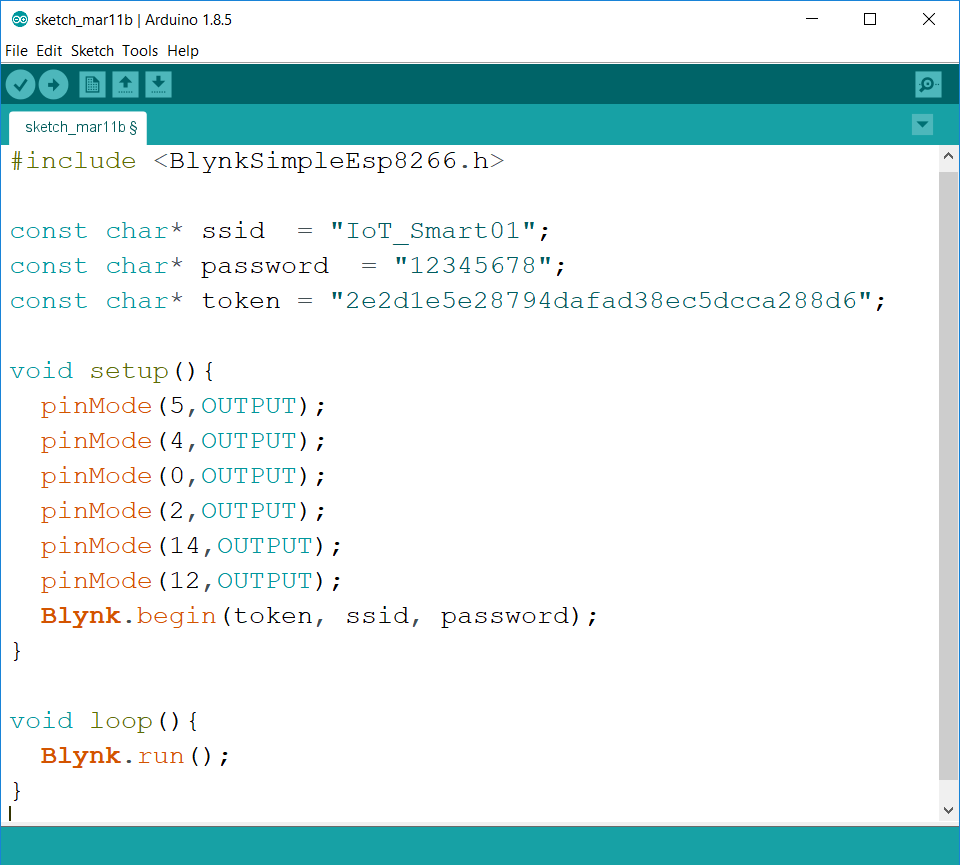 sketch_mar11b | Arduino 1.8.5
File Edit Sketch Tools Help
sketch_mar11b §
#include <BlynkSimpleEsp8266.h>
const char* ssid  = "IoT_Smart01";
const char* password  = "12345678";
const char* token = "2e2d1e5e28794dafad38ec5dcca288d6";
void setup(){
  pinMode(5,OUTPUT);
  pinMode(4,OUTPUT);
  pinMode(0,OUTPUT);
  pinMode(2,OUTPUT);
  pinMode(14,OUTPUT);
  pinMode(12,OUTPUT);
  Blynk.begin(token, ssid, password);
}
void loop(){
  Blynk.run();
}